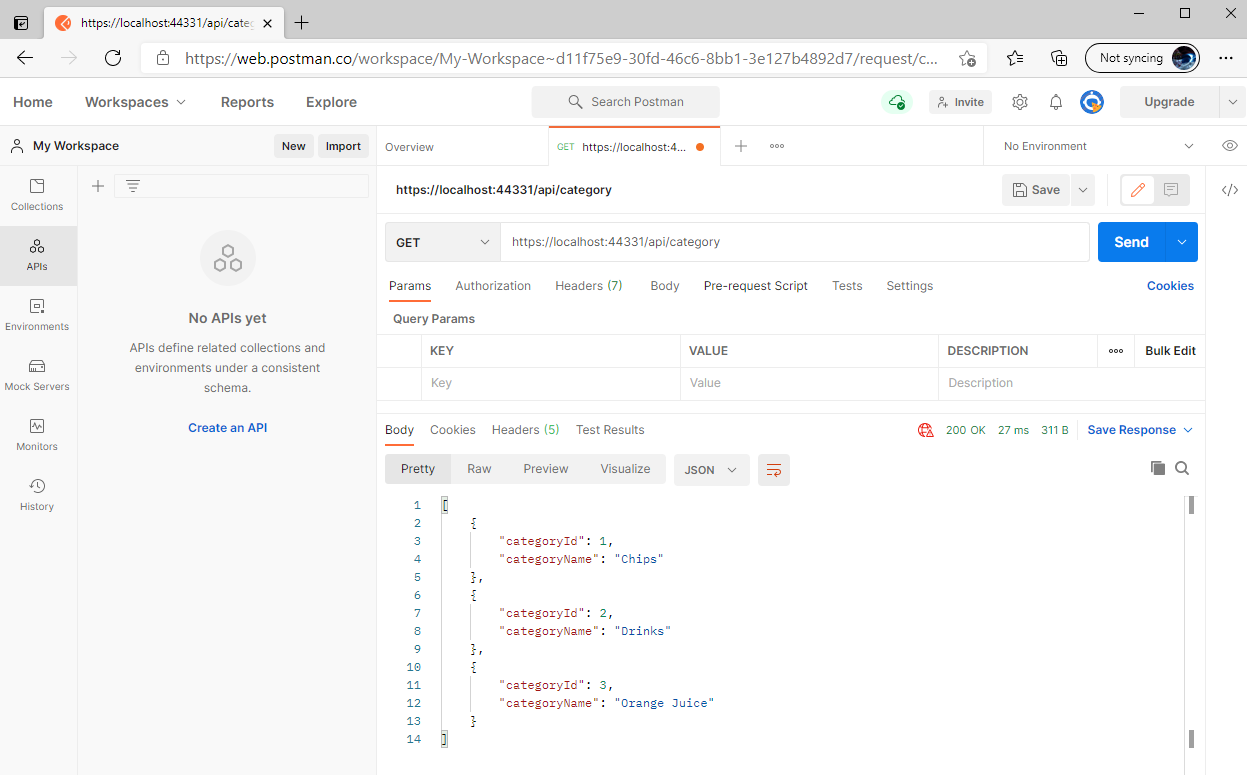 https://localhost:44331/api/categ
https://web.postman.co/workspace/My-Workspace~d11f75e9-30fd-46c6-8bb1-3e127b4892d7/request/c...
Not syncing
Home
Workspaces
Reports
Explore
Search Postman
Invite
Upgrade
My Workspace
New
Import
Overview
GET https://localhost:4...
No Environment
Collections
APIs
Environments
Mock Servers
Monitors
History
No APIs yet
APIs define related collections and
environments under a consistent
schema.
Create an API
https://localhost:44331/api/category
Save
GET
https://localhost:44331/api/category
Send
Params
Authorization
Headers (7)
Body
Pre-request Script
Tests
Settings
Cookies
Query Params
KEY
VALUE
DESCRIPTION
Bulk Edit
Key
Value
Description
Body
Cookies
Headers (5)
Test Results
200 OK
27 ms
311 B
Save Response
Pretty
Raw
Preview
Visualize
JSON
1 [
2 {
3 "categoryId": 1,
4 "categoryName": "Chips"
5 },
6 {
7 "categoryId": 2,
8 "categoryName": "Drinks"
9 },
10 {
11 "categoryId": 3,
12 "categoryName": "Orange Juice"
13 }
14 ]